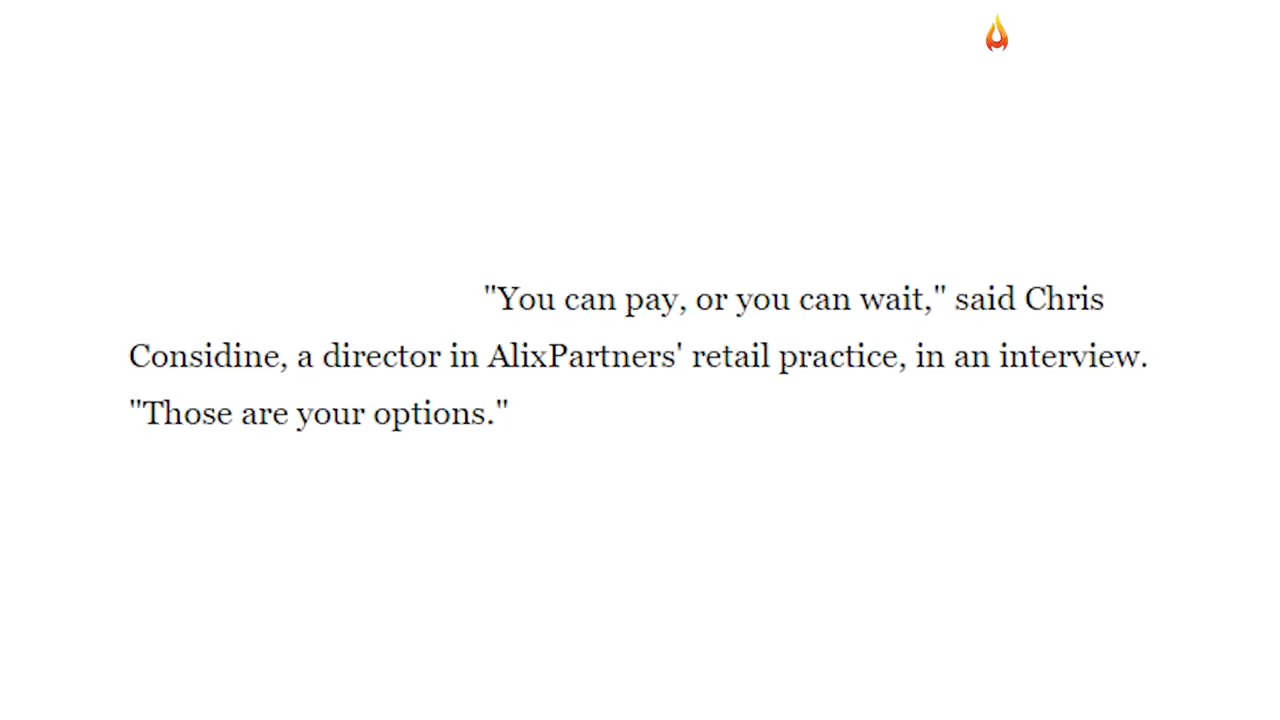 "You can pay, or you can wait," said Chris
Considine, a director in AlixPartners' retail practice, in an interview.
"Those are your options."